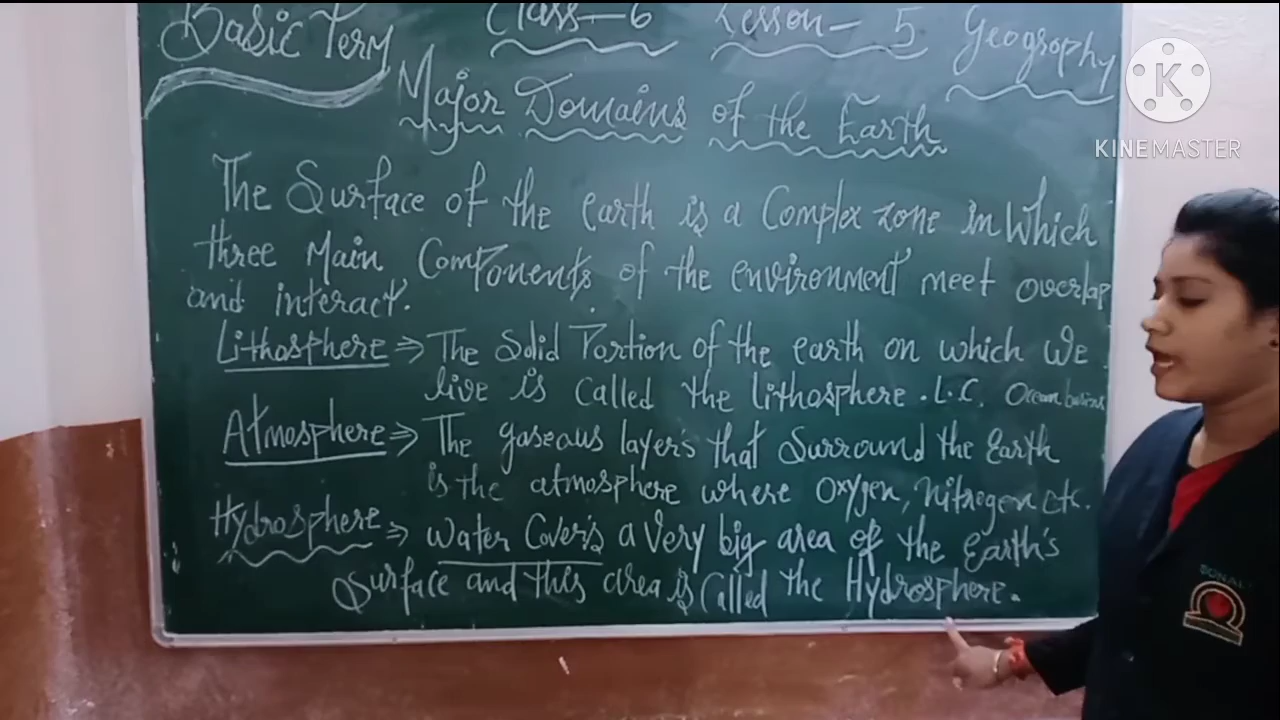 Basic Term Class-6 Lesson-5 Geography
Major Domains of the Earth
The Surface of the earth is a Complex zone in Which
three Main Components of the environment meet overlap
and interact.
Lithosphere ⇒ The Solid Portion of the earth on which We
live is Called the Lithosphere. L.C. Ocean basins
Atmosphere ⇒ The gaseous layers that Surround the Earth
is the atmosphere where Oxygen, Nitrogen etc.
Hydrosphere ⇒ Water Covers a Very big area of the Earth's
Surface and this area is Called the Hydrosphere.
K
KINEMASTER
SONALI